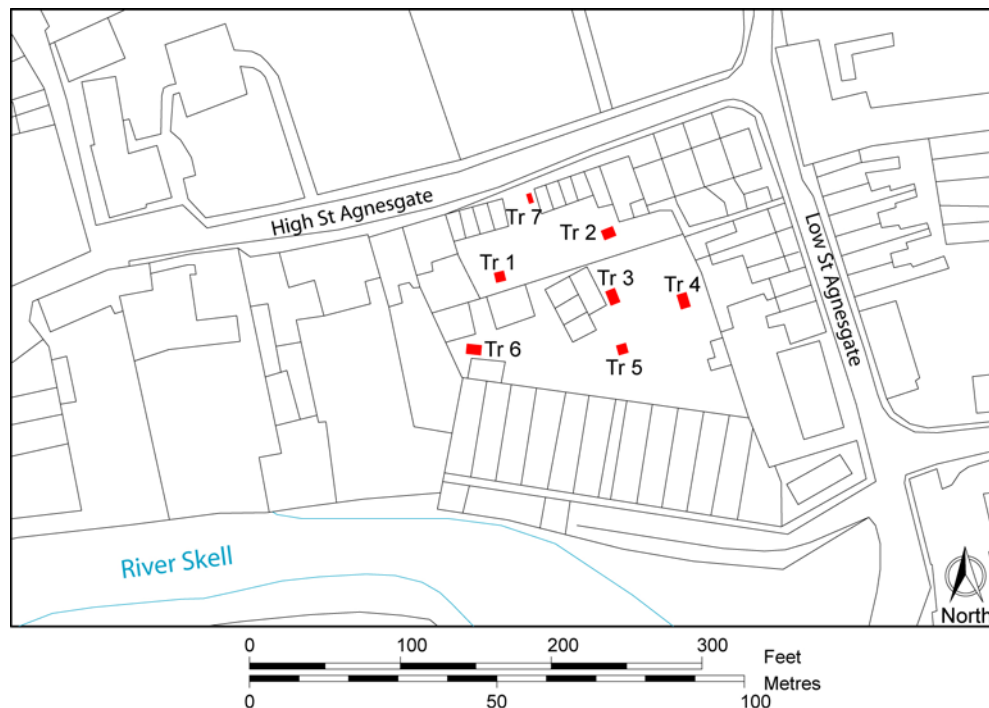 High St Agnesgate
Tr 7
Tr 2
Tr 1
Tr 3
Tr 4
Low St Agnesgate
Tr 6
Tr 5
River Skell
North
0 100 200 300
Feet
Metres
0 50 100